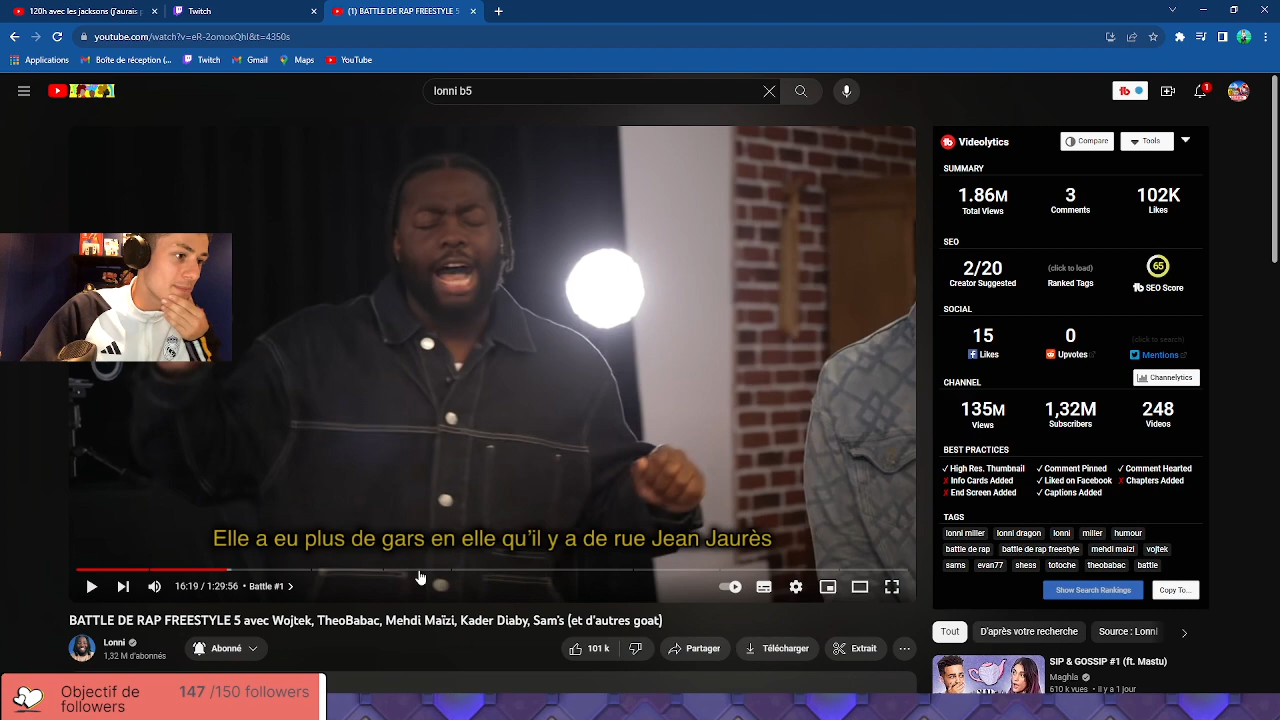 120h avec les jacksons (j'auais p
Twitch
(1) BATTLE DE RAP FREESTYLE 5
youtube.com/watch?v=eR-2omoxQhI&t=4350s
Applications
Boîte de réception (...
Twitch
Gmail
Maps
YouTube
lonni b5
1
Videolytics
Compare
Tools
SUMMARY
1.86M
3
102K
Total Views
Comments
Likes
SEO
2/20
(click to load)
65
Creator Suggested
Ranked Tags
SEO Score
SOCIAL
15
0
(click to search)
Likes
Upvotes
Mentions
Channelytics
CHANNEL
135M
1,32M
248
Views
Subscribers
Videos
BEST PRACTICES
✓ High Res. Thumbnail
✓ Comment Pinned
✓ Comment Hearted
✗ Info Cards Added
✓ Liked on Facebook
✗ Chapters Added
✗ End Screen Added
✓ Captions Added
TAGS
lonni miller
lonni dragon
lonni
miller
humour
battle de rap
battle de rap freestyle
mehdi maizi
vojtek
sams
evan77
shess
totoche
theobabac
battle
Show Search Rankings
Copy To...
Elle a eu plus de gars en elle qu'il y a de rue Jean Jaurès
16:19 / 1:29:56 • Battle #1
BATTLE DE RAP FREESTYLE 5 avec Wojtek, TheoBabac, Mehdi Maïzi, Kader Diaby, Sam's (et d'autres goat)
Lonni
1,32 M d'abonnés
Abonné
101 k
Partager
Télécharger
Extrait
Tout
D'après votre recherche
Source : Lonni
SIP & GOSSIP #1 (ft. Mastu)
Maghla
610 k vues • Il y a 1 jour
Objectif de followers
147 /150 followers